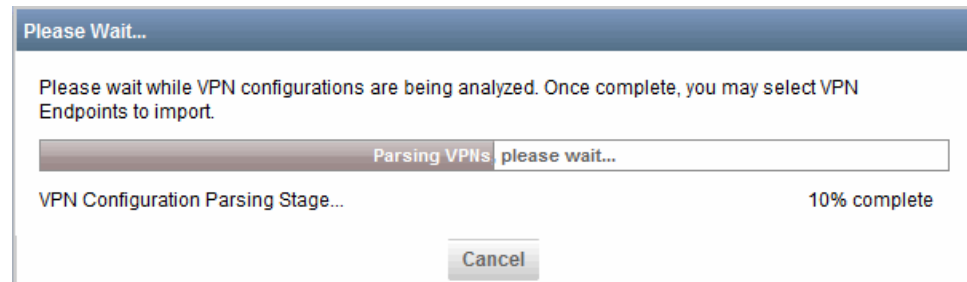 Please Wait...
Please wait while VPN configurations are being analyzed. Once complete, you may select VPN
Endpoints to import.
Parsing VPNs, please wait...
VPN Configuration Parsing Stage... 10% complete
Cancel